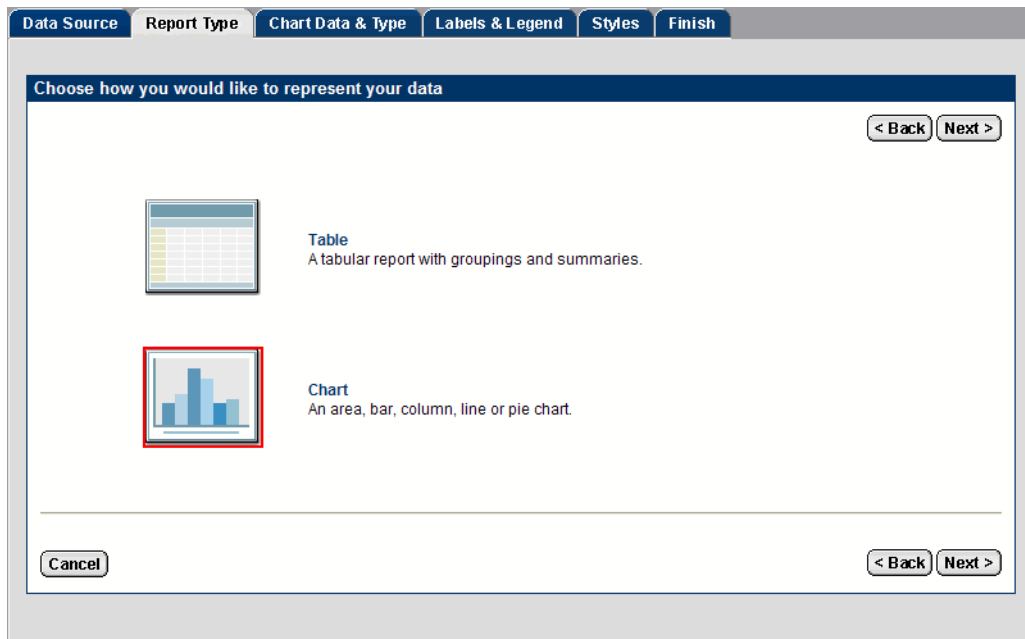 Data Source Report Type Chart Data & Type Labels & Legend Styles Finish
Choose how you would like to represent your data
< Back Next >
Table
A tabular report with groupings and summaries.
Chart
An area, bar, column, line or pie chart.
Cancel < Back Next >